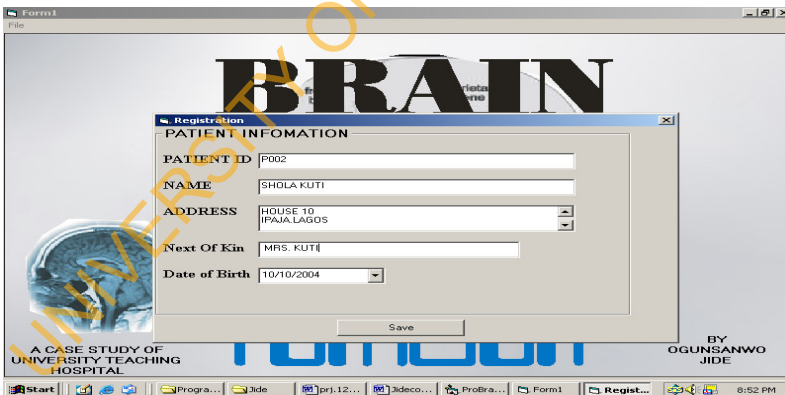 Form1
File
BRAIN
Registration
PATIENT INFOMATION
PATIENT ID P002
NAME SHOLA KUTI
ADDRESS HOUSE 10
IPAJA,LAGOS
Next Of Kin MRS. KUTI
Date of Birth 10/10/2004
Save
A CASE STUDY OF
UNIVERSITY TEACHING
HOSPITAL
BY
OGUNSANWO
JIDE
Start Progra... Jide prj.12... Jideco... ProBra... Form1 Regist... 8:52 PM
UNIVERSITY O